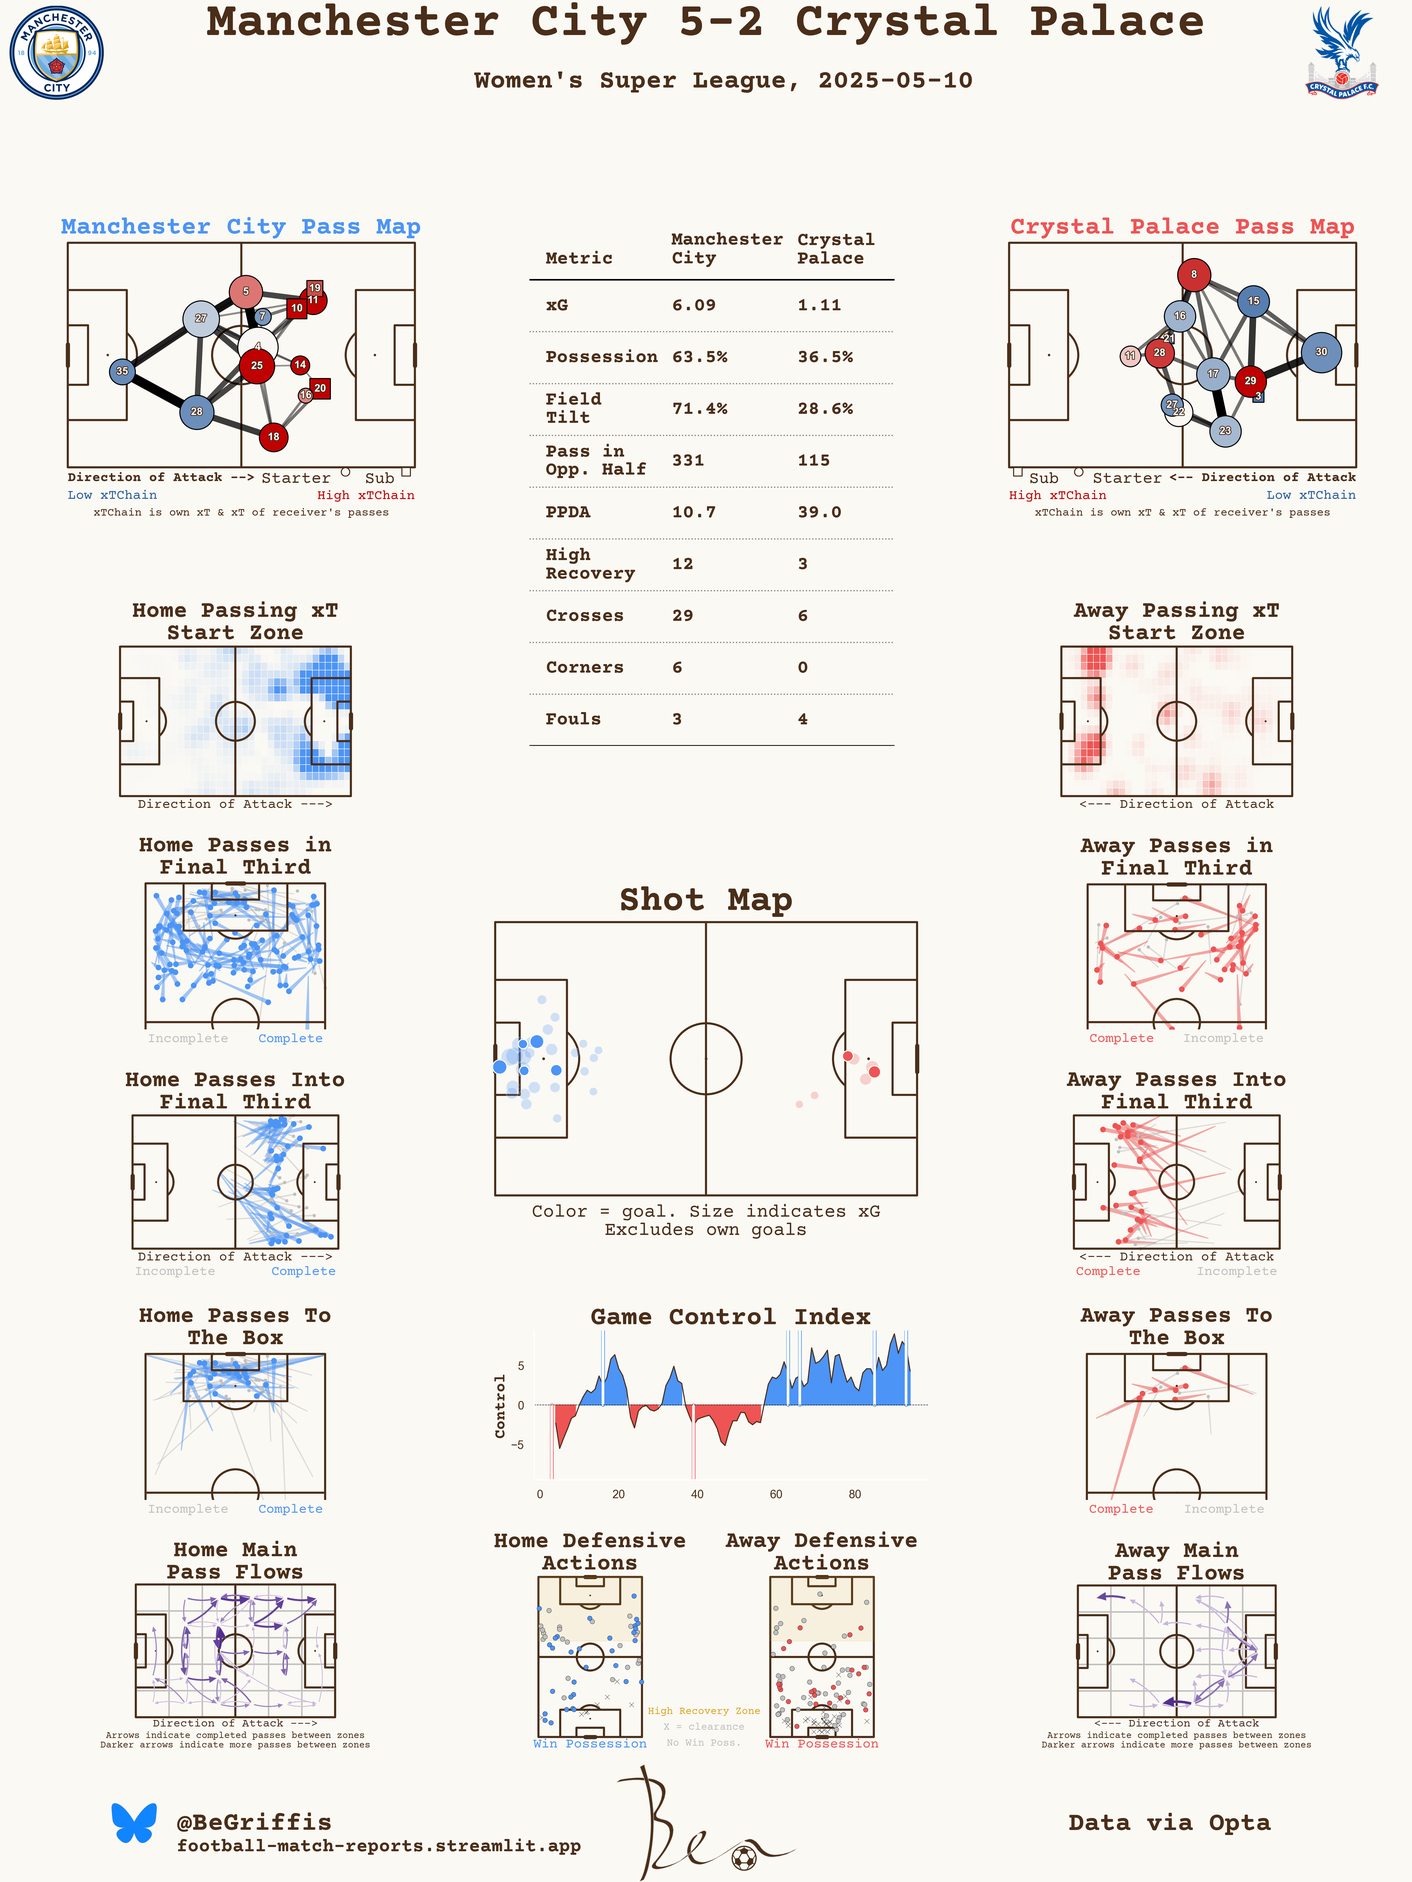 Manchester City 5-2 Crystal Palace
Women's Super League, 2025-05-10
MANCHESTER
18 94
CITY
CRYSTAL PALACE F.C.
Manchester City Pass Map
5
19
11
10
7
27
4
25
14
35
20
16
28
18
Direction of Attack --> Starter Sub
Low xTChain High xTChain
xTChain is own xT & xT of receiver's passes
Metric Manchester City Crystal Palace
xG 6.09 1.11
Possession 63.5% 36.5%
Field Tilt 71.4% 28.6%
Pass in Opp. Half 331 115
PPDA 10.7 39.0
High Recovery 12 3
Crosses 29 6
Corners 6 0
Fouls 3 4
Crystal Palace Pass Map
8
15
16
21
11
28
30
17
29
3
27
22
23
Sub Starter <-- Direction of Attack
High xTChain Low xTChain
xTChain is own xT & xT of receiver's passes
Home Passing xT
Start Zone
Direction of Attack --->
Away Passing xT
Start Zone
<--- Direction of Attack
Home Passes in
Final Third
Incomplete Complete
Shot Map
Color = goal. Size indicates xG
Excludes own goals
Away Passes in
Final Third
Complete Incomplete
Home Passes Into
Final Third
Direction of Attack --->
Incomplete Complete
Away Passes Into
Final Third
<--- Direction of Attack
Complete Incomplete
Home Passes To
The Box
Incomplete Complete
Game Control Index
Control
5
0
−5
0 20 40 60 80
Away Passes To
The Box
Complete Incomplete
Home Main
Pass Flows
Direction of Attack --->
Arrows indicate completed passes between zones
Darker arrows indicate more passes between zones
Home Defensive
Actions
Win Possession
High Recovery Zone
X = clearance
No Win Poss.
Away Defensive
Actions
Win Possession
Away Main
Pass Flows
<--- Direction of Attack
Arrows indicate completed passes between zones
Darker arrows indicate more passes between zones
@BeGriffis
football-match-reports.streamlit.app
Ben
Data via Opta